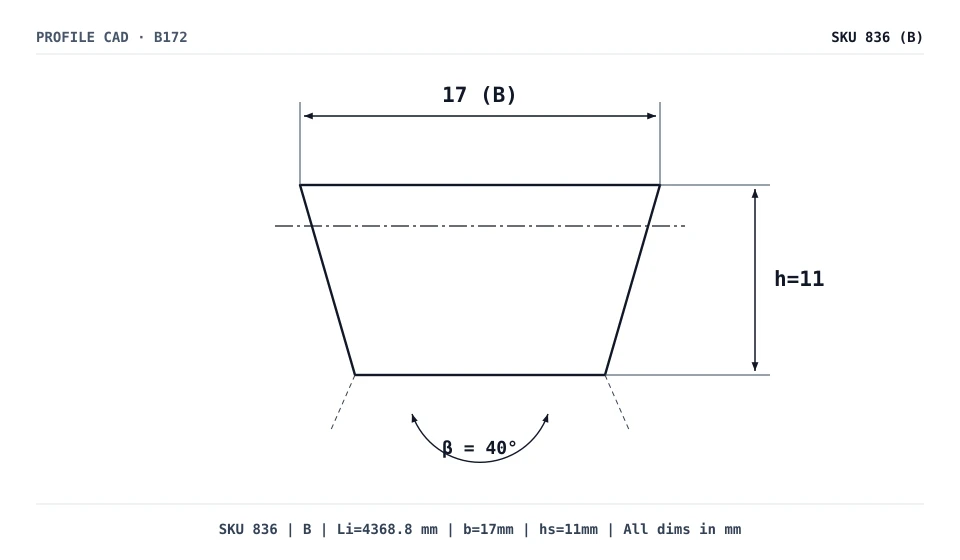 PROFILE CAD · B172
SKU 836 (B)
17 (B)
h=11
β = 40°
SKU 836 | B | Li=4368.8 mm | b=17mm | hs=11mm | All dims in mm